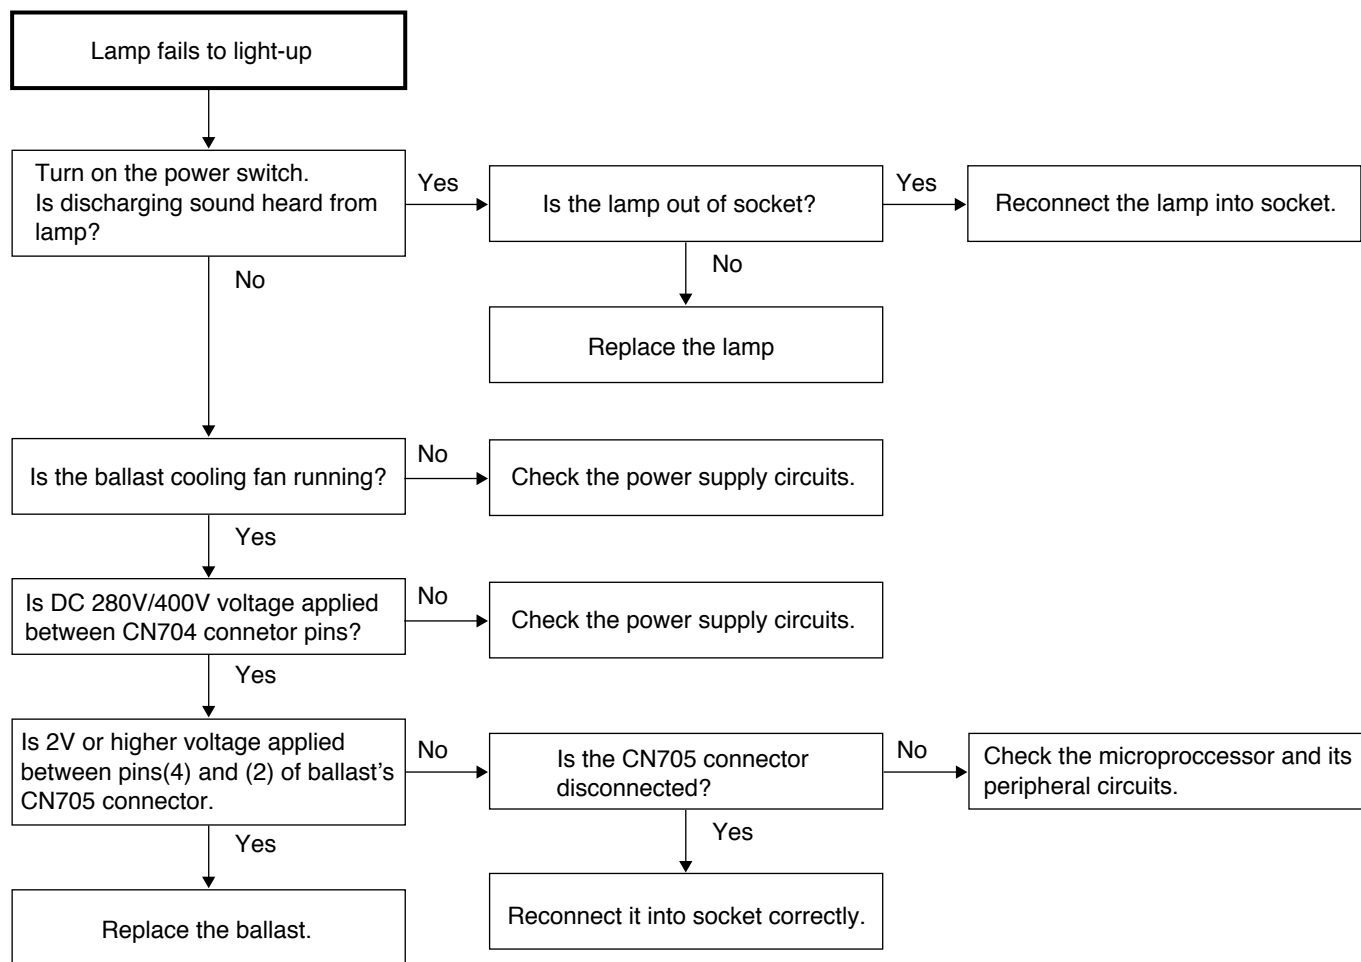 Lamp fails to light-up
Turn on the power switch.
Is discharging sound heard from
lamp?
Yes
Is the lamp out of socket?
Yes
Reconnect the lamp into socket.
No
No
Replace the lamp
Is the ballast cooling fan running?
No
Check the power supply circuits.
Yes
Is DC 280V/400V voltage applied
between CN704 connetor pins?
No
Check the power supply circuits.
Yes
Is 2V or higher voltage applied
between pins(4) and (2) of ballast's
CN705 connector.
No
Is the CN705 connector
disconnected?
No
Check the microproccessor and its
peripheral circuits.
Yes
Yes
Replace the ballast.
Reconnect it into socket correctly.